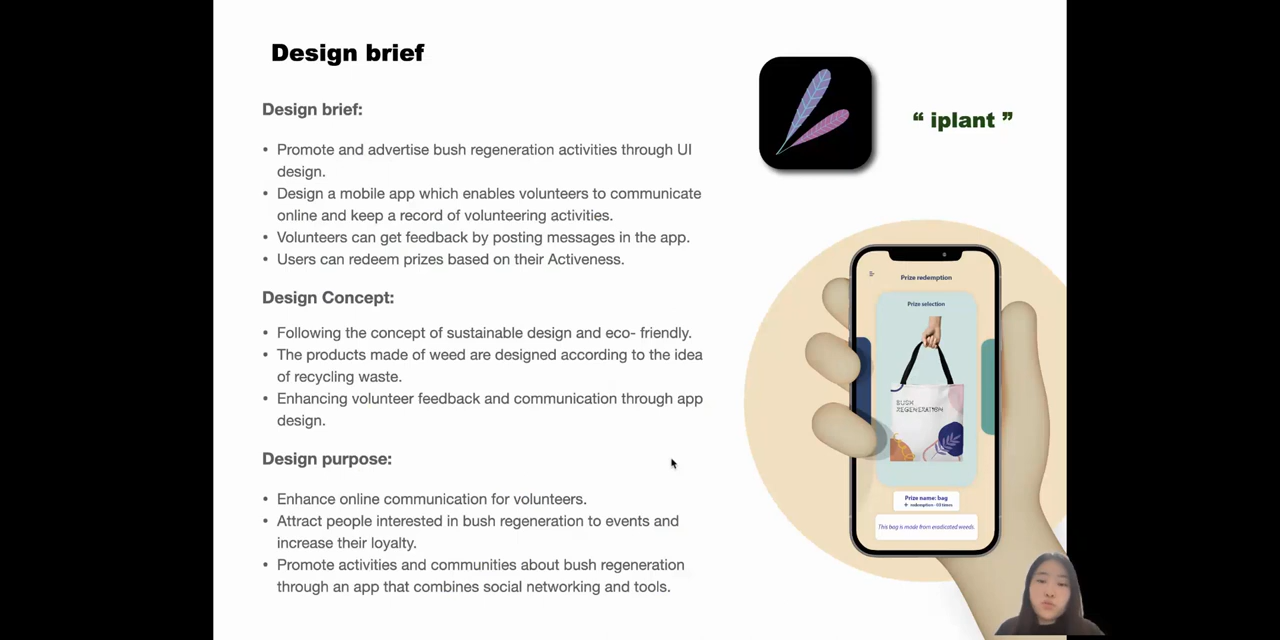 Design brief
Design brief:
• Promote and advertise bush regeneration activities through UI
design.
• Design a mobile app which enables volunteers to communicate
online and keep a record of volunteering activities.
• Volunteers can get feedback by posting messages in the app.
• Users can redeem prizes based on their Activeness.
Design Concept:
• Following the concept of sustainable design and eco- friendly.
• The products made of weed are designed according to the idea
of recycling waste.
• Enhancing volunteer feedback and communication through app
design.
Design purpose:
• Enhance online communication for volunteers.
• Attract people interested in bush regeneration to events and
increase their loyalty.
• Promote activities and communities about bush regeneration
through an app that combines social networking and tools.
“ iplant ”
Prize redemption
Prize selection
BUSH
REGENERATION
Prize name: bag
redemption: 03 times
This bag is made from eradicated weeds.